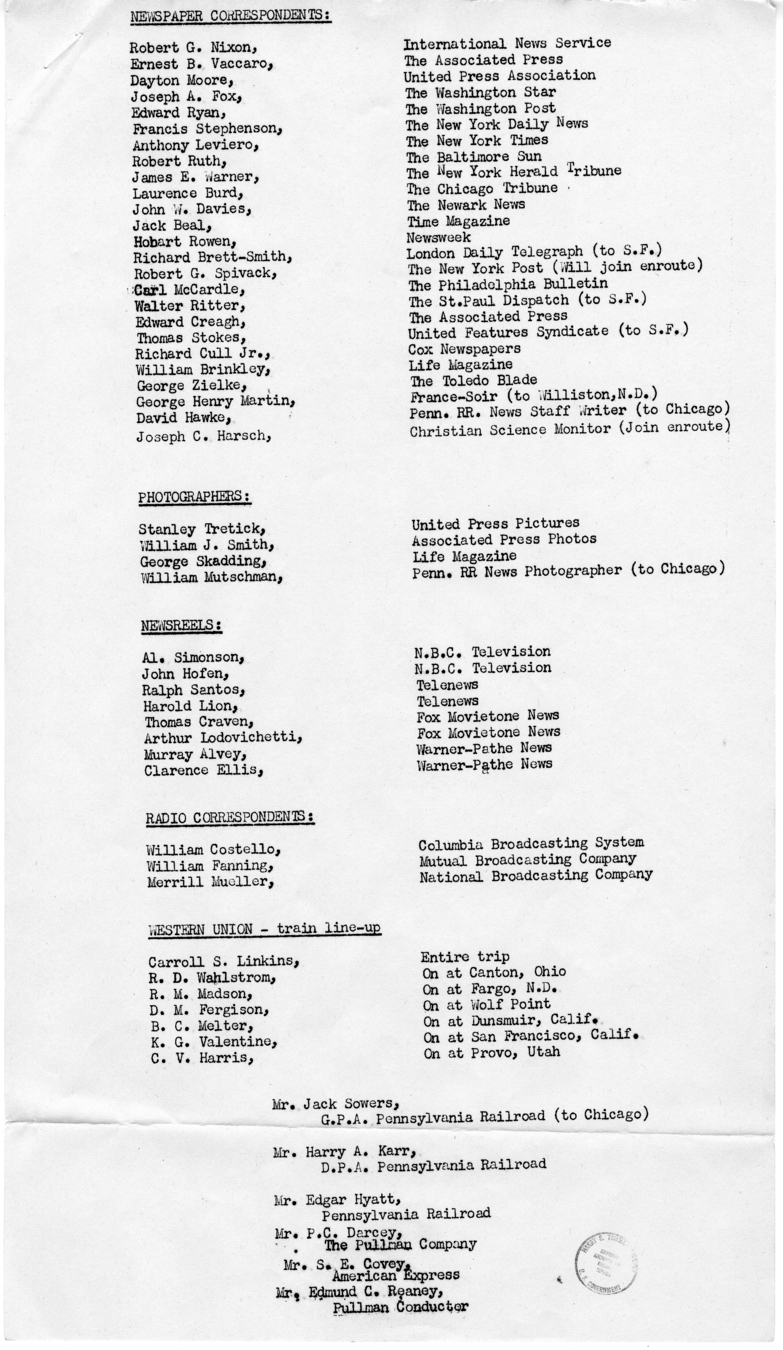 NEWSPAPER CORRESPONDENTS:
Robert G. Nixon, International News Service
Ernest B. Vaccaro, The Associated Press
Dayton Moore, United Press Association
Joseph A. Fox, The Washington Star
Edward Ryan, The Washington Post
Francis Stephenson, The New York Daily News
Anthony Leviero, The New York Times
Robert Ruth, The Baltimore Sun
James E. Warner, The New York Herald Tribune
Laurence Burd, The Chicago Tribune
John W. Davies, The Newark News
Jack Beal, Time Magazine
Hobart Rowen, Newsweek
Richard Brett-Smith, London Daily Telegraph (to S.F.)
Robert G. Spivack, The New York Post (Will join enroute)
Carl McCardle, The Philadelphia Bulletin
Walter Ritter, The St.Paul Dispatch (to S.F.)
Edward Creagh, The Associated Press
Thomas Stokes, United Features Syndicate (to S.F.)
Richard Cull Jr., Cox Newspapers
William Brinkley, Life Magazine
George Zielke, The Toledo Blade
George Henry Martin, France-Soir (to Williston,N.D.)
David Hawke, Penn. RR. News Staff Writer (to Chicago)
Joseph C. Harsch, Christian Science Monitor (Join enroute)
PHOTOGRAPHERS:
Stanley Tretick, United Press Pictures
William J. Smith, Associated Press Photos
George Skadding, Life Magazine
William Mutschman, Penn. RR News Photographer (to Chicago)
NEWSREELS:
Al. Simonson, N.B.C. Television
John Hofen, N.B.C. Television
Ralph Santos, Telenews
Harold Lion, Telenews
Thomas Craven, Fox Movietone News
Arthur Lodovichetti, Fox Movietone News
Murray Alvey, Warner-Pathe News
Clarence Ellis, Warner-Pathe News
RADIO CORRESPONDENTS:
William Costello, Columbia Broadcasting System
William Fanning, Mutual Broadcasting Company
Merrill Mueller, National Broadcasting Company
WESTERN UNION - train line-up
Carroll S. Linkins, Entire trip
R. D. Wahlstrom, On at Canton, Ohio
R. M. Madson, On at Fargo, N.D.
D. M. Fergison, On at Wolf Point
B. C. Melter, On at Dunsmuir, Calif.
K. G. Valentine, On at San Francisco, Calif.
C. V. Harris, On at Provo, Utah
Mr. Jack Sowers,
G.P.A. Pennsylvania Railroad (to Chicago)
Mr. Harry A. Karr,
D.P.A. Pennsylvania Railroad
Mr. Edgar Hyatt,
Pennsylvania Railroad
Mr. P.C. Darcey,
The Pullman Company
Mr. S. E. Covey,
American Express
Mr. Edmund C. Reaney,
Pullman Conductor